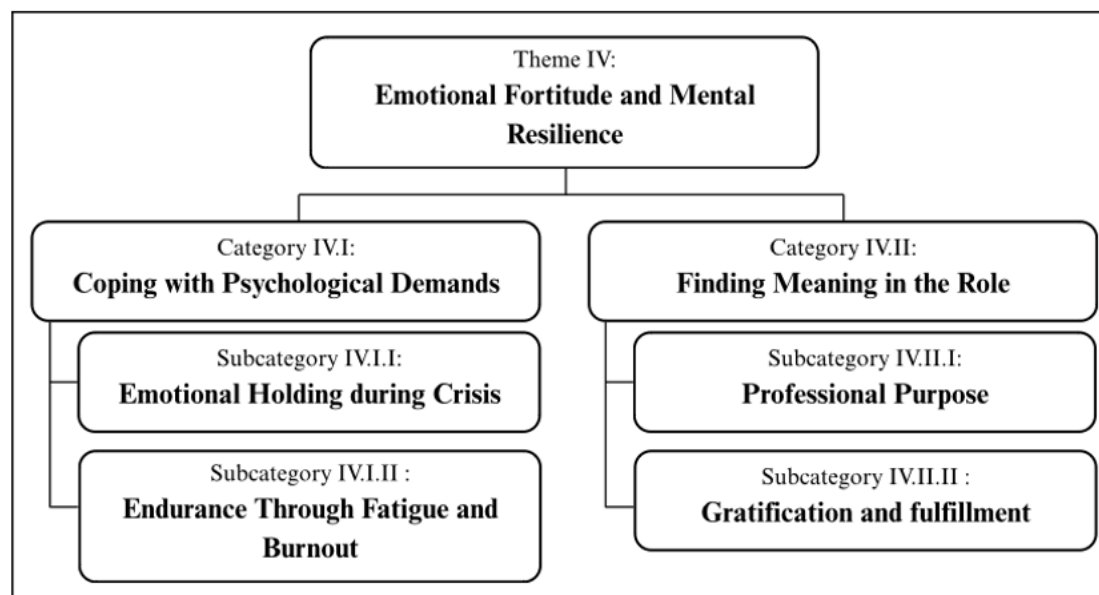 Theme IV:
Emotional Fortitude and Mental
Resilience
Category IV.I:
Coping with Psychological Demands
Subcategory IV.I.I:
Emotional Holding during Crisis
Subcategory IV.I.II :
Endurance Through Fatigue and
Burnout
Category IV.II:
Finding Meaning in the Role
Subcategory IV.II.I:
Professional Purpose
Subcategory IV.II.II :
Gratification and fulfillment